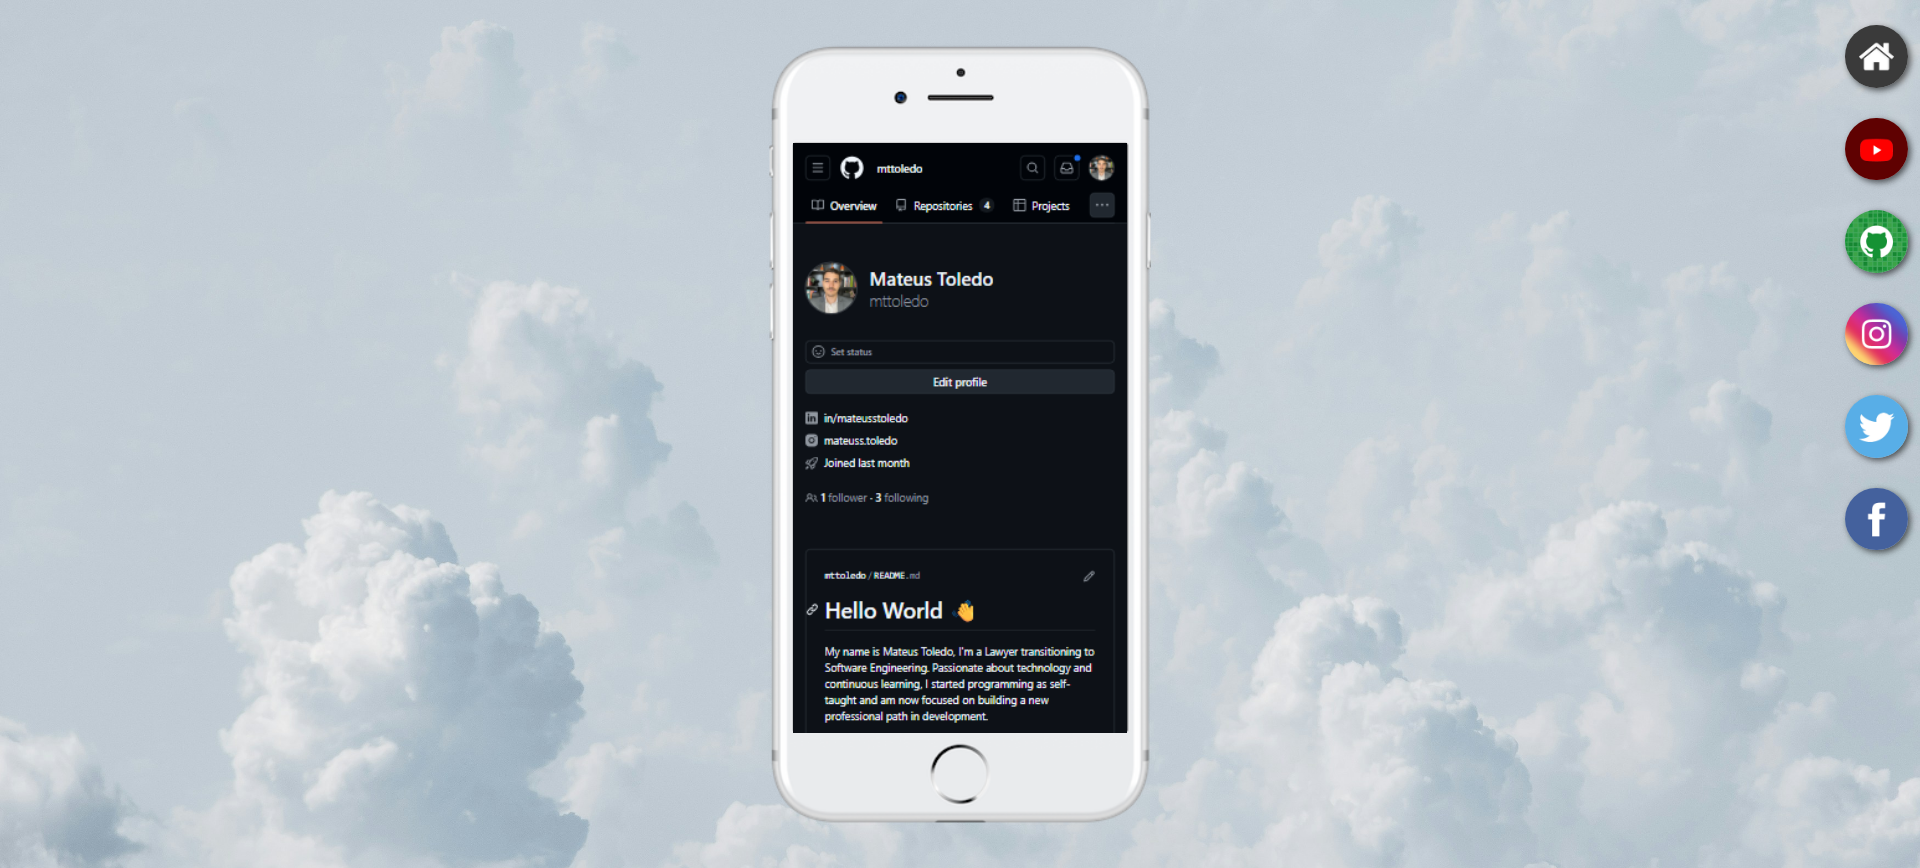 mttoledo
Overview Repositories 4 Projects
Mateus Toledo
mttoledo
Set status
Edit profile
in/mateusstoledo
mateuss.toledo
Joined last month
1 follower · 3 following
mttoledo/README.md
Hello World 👋
My name is Mateus Toledo, I'm a Lawyer transitioning to
Software Engineering. Passionate about technology and
continuous learning, I started programming as self-
taught and am now focused on building a new
professional path in development.